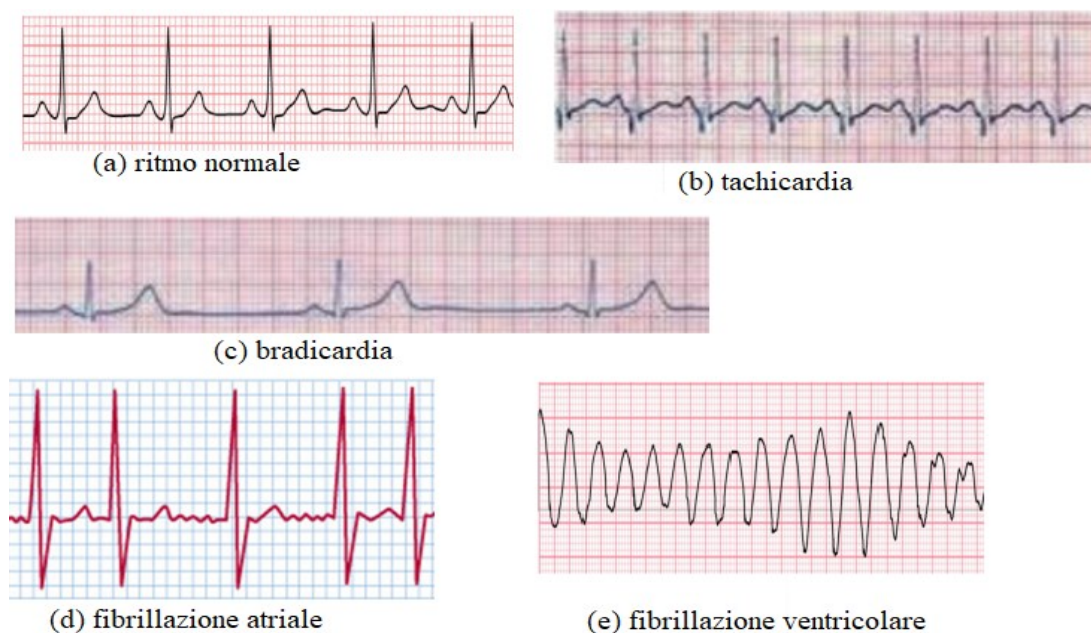 (a) ritmo normale
(b) tachicardia
(c) bradicardia
(d) fibrillazione atriale
(e) fibrillazione ventricolare